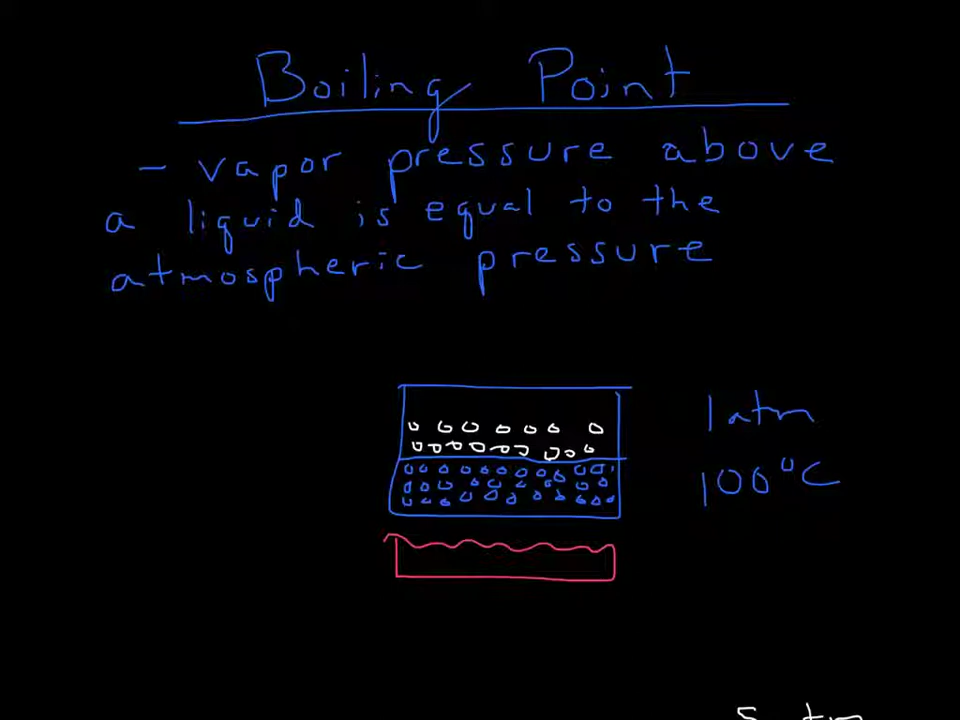 Boiling Point
- vapor pressure above
a liquid is equal to the
atmospheric pressure
1atm
100°C